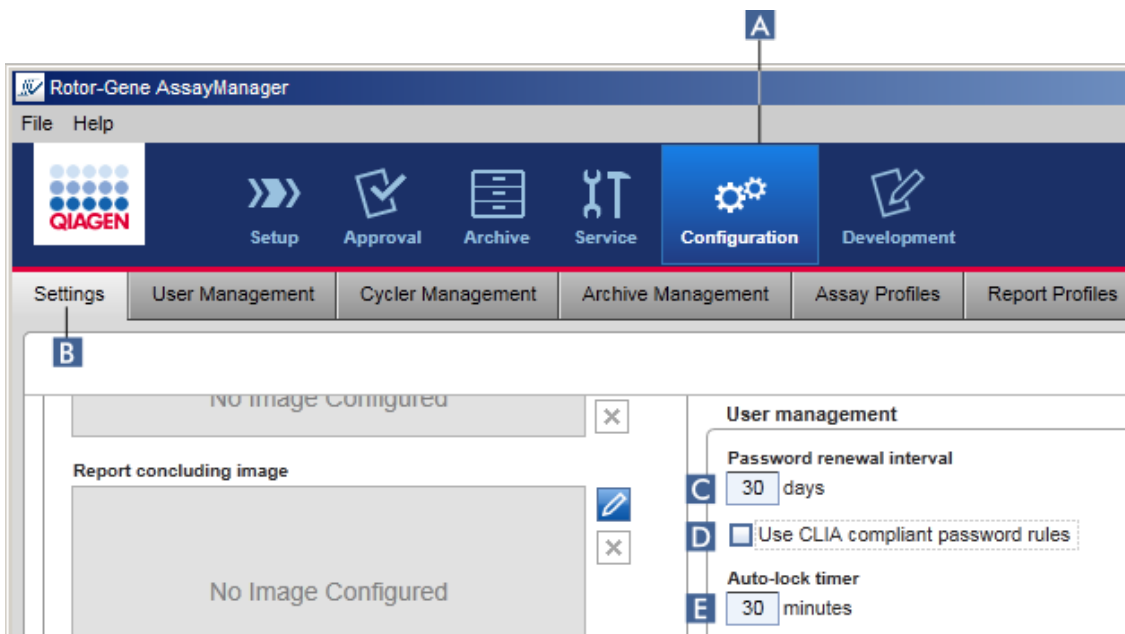 A
Rotor-Gene AssayManager
File Help
QIAGEN
Setup Approval Archive Service Configuration Development
Settings User Management Cycler Management Archive Management Assay Profiles Report Profiles
B
No Image Configured
User management
Report concluding image
Password renewal interval
C 30 days
D Use CLIA compliant password rules
Auto-lock timer
No Image Configured
E 30 minutes